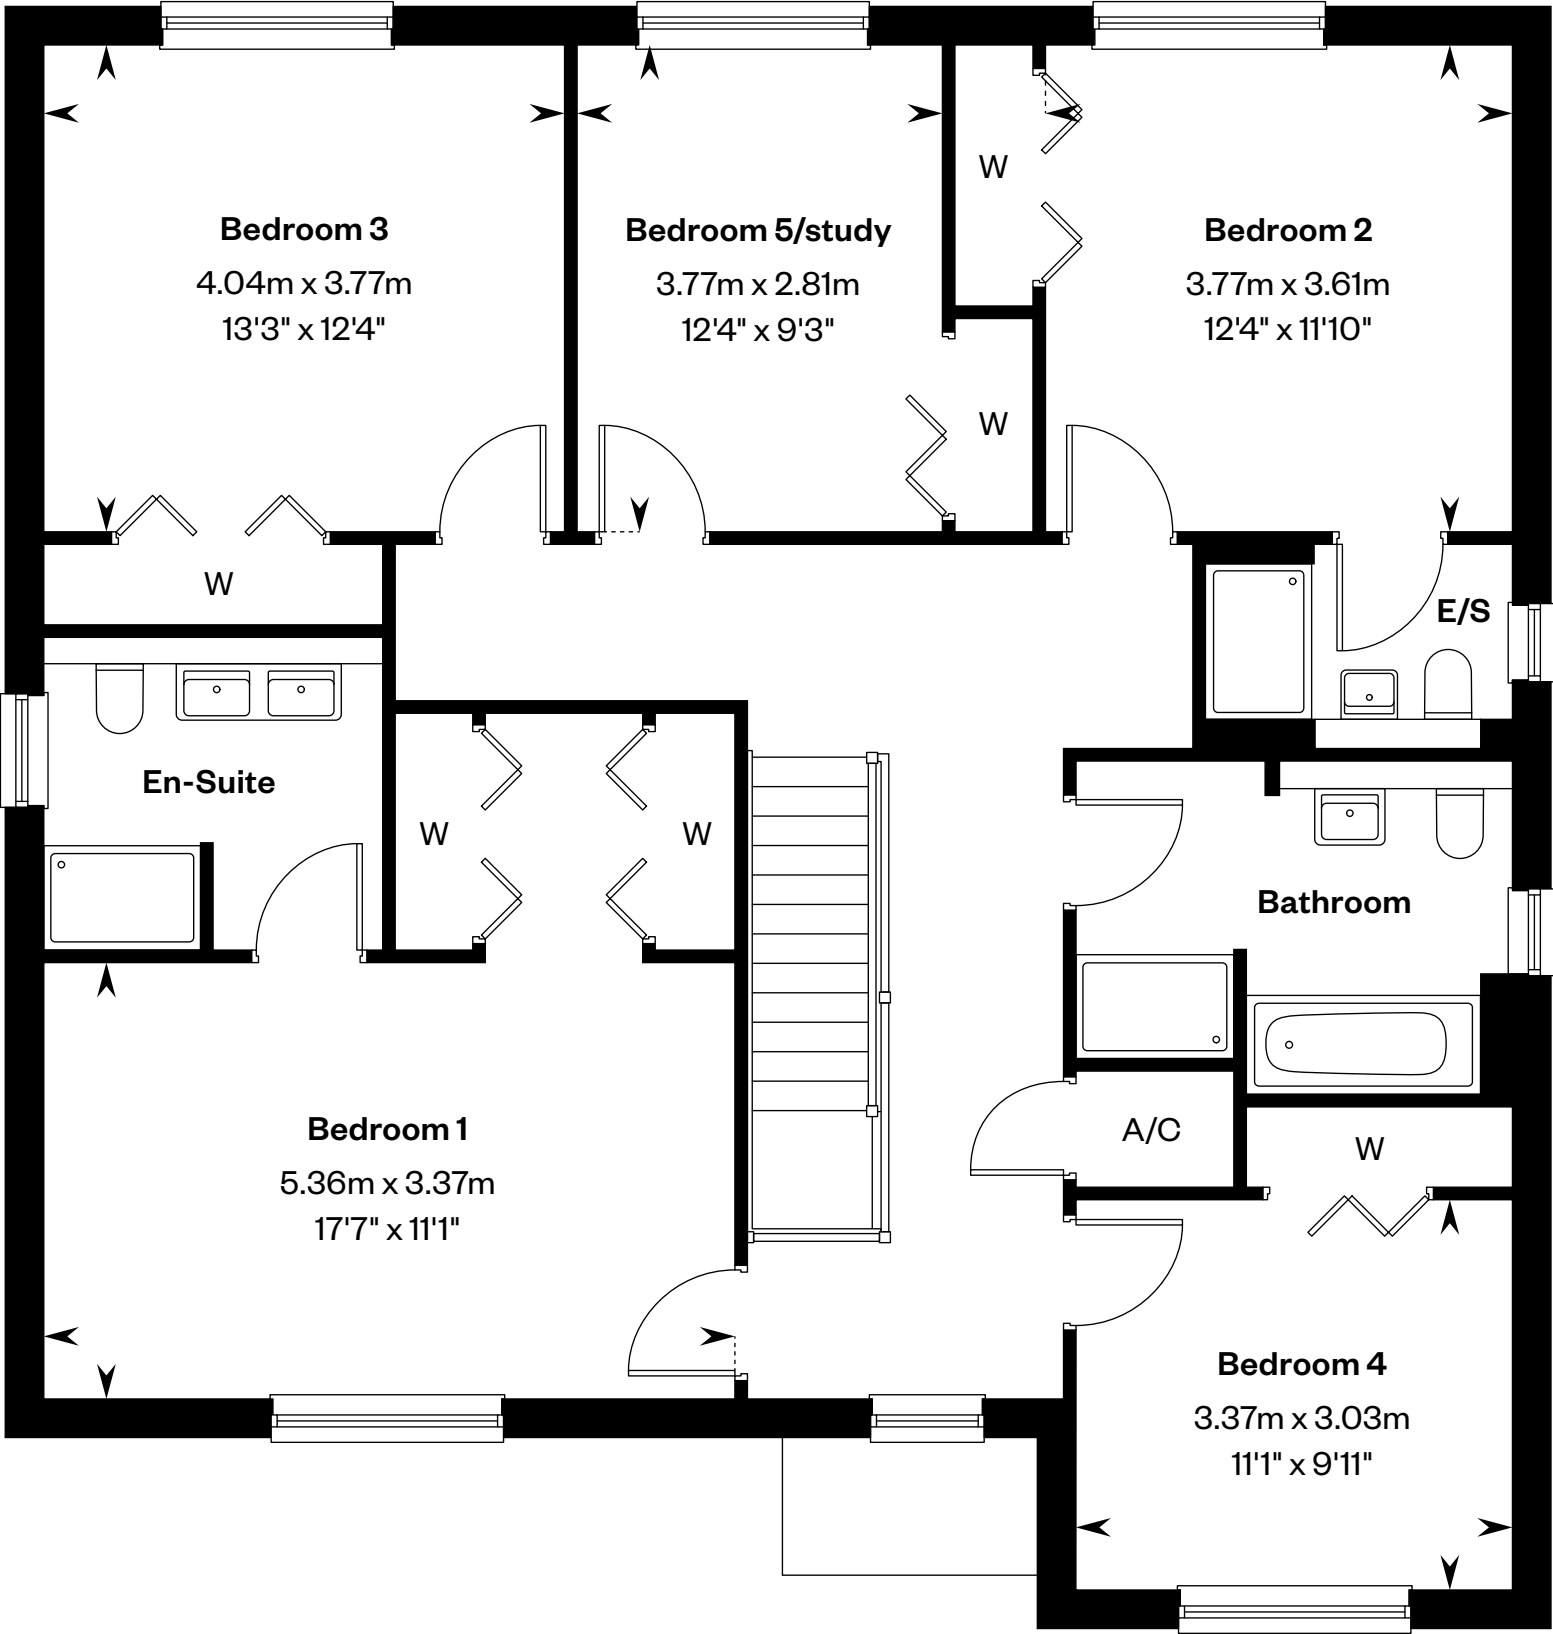 Bedroom 3
4.04m x 3.77m
13'3" x 12'4"
Bedroom 5/study
3.77m x 2.81m
12'4" x 9'3"
W
W
Bedroom 2
3.77m x 3.61m
12'4" x 11'10"
W
E/S
En-Suite
W
W
Bathroom
Bedroom 1
5.36m x 3.37m
17'7" x 11'1"
A/C
W
Bedroom 4
3.37m x 3.03m
11'1" x 9'11"